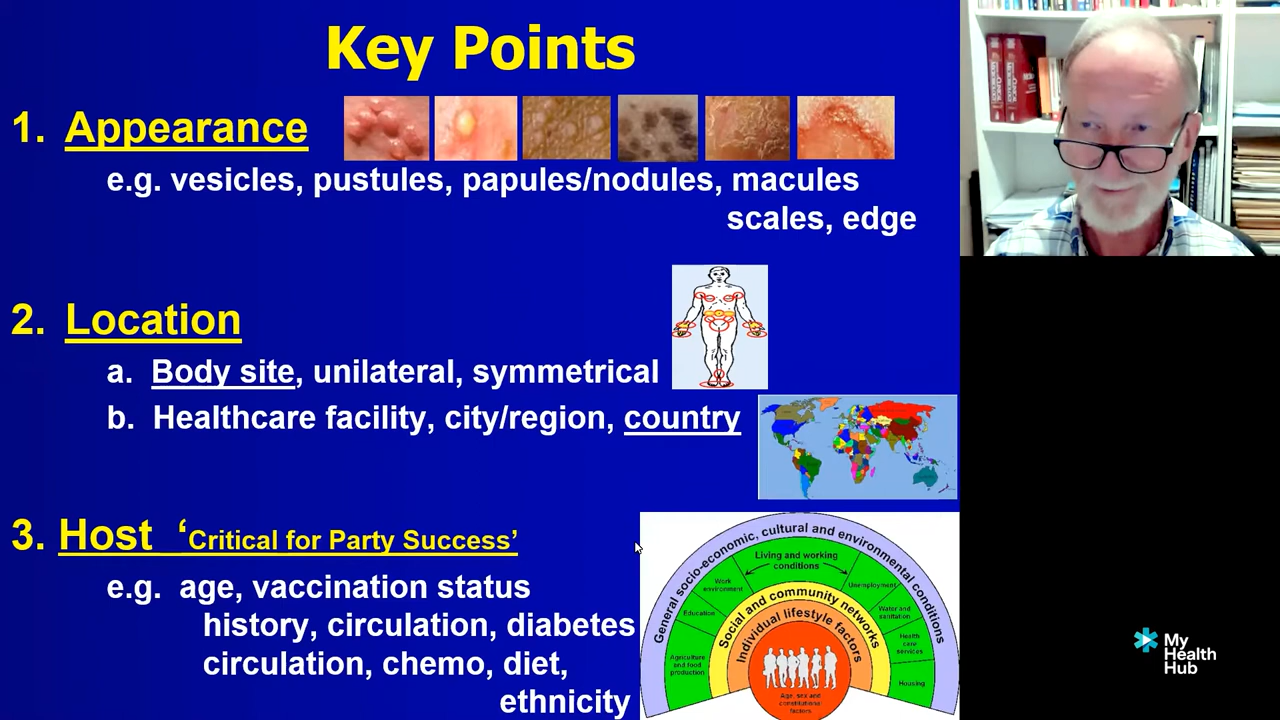 Key Points
1. Appearance
e.g. vesicles, pustules, papules/nodules, macules
scales, edge
2. Location
a. Body site, unilateral, symmetrical
b. Healthcare facility, city/region, country
3. Host ‘Critical for Party Success’
e.g. age, vaccination status
history, circulation, diabetes
circulation, chemo, diet,
ethnicity
General socio-economic, cultural and environmental conditions
Living and working
conditions
Work
environment
Unemployment
Education
Water and
sanitation
Agriculture
and food
production
Health
care
services
Housing
Social and community networks
Individual lifestyle factors
Age, sex and
constitutional
factors
My
Health
Hub